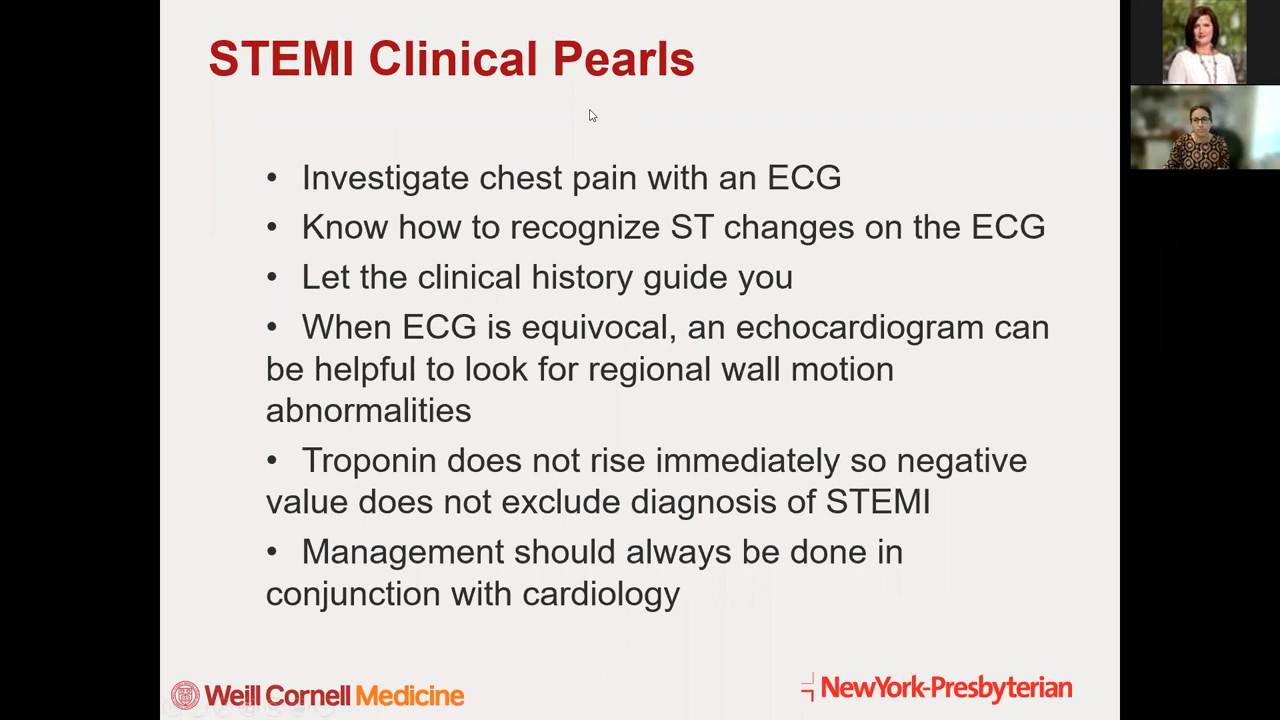 STEMI Clinical Pearls
• Investigate chest pain with an ECG
• Know how to recognize ST changes on the ECG
• Let the clinical history guide you
• When ECG is equivocal, an echocardiogram can
be helpful to look for regional wall motion
abnormalities
• Troponin does not rise immediately so negative
value does not exclude diagnosis of STEMI
• Management should always be done in
conjunction with cardiology
Weill Cornell Medicine
NewYork-Presbyterian